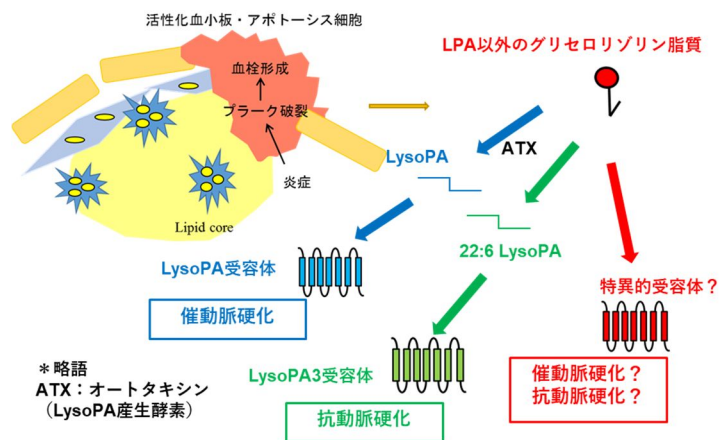 活性化血小板・アポトーシス細胞
血栓形成
プラーク破裂
炎症
Lipid core
LPA以外のグリセロリゾリン脂質
ATX
LysoPA
22:6 LysoPA
LysoPA受容体
催動脈硬化
特異的受容体？
LysoPA3受容体
抗動脈硬化
催動脈硬化？
抗動脈硬化？
＊略語
ATX：オートタキシン
（LysoPA産生酵素）